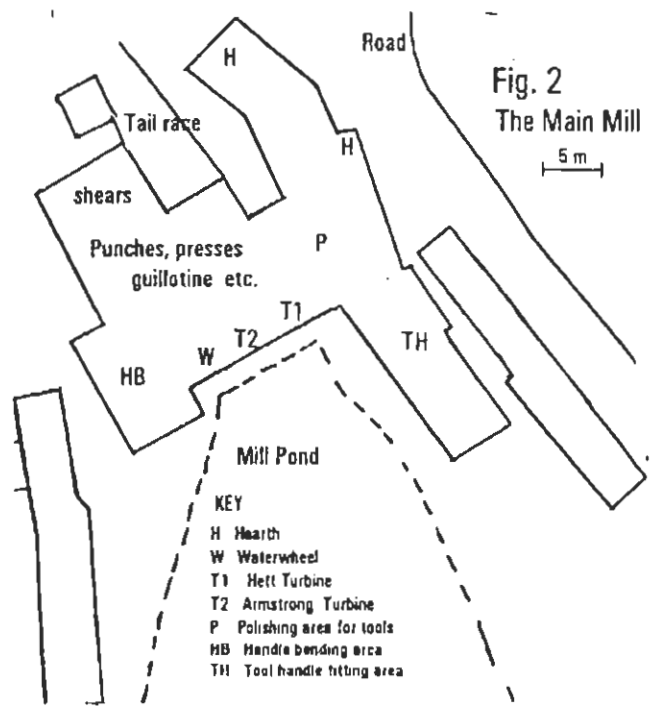 H
Road
Fig. 2
The Main Mill
5 m
Tail race
H
shears
P
Punches, presses
guillotine etc.
T1
T2
TH
W
HB
Mill Pond
KEY
H Hearth
W Waterwheel
T1 Hett Turbine
T2 Armstrong Turbine
P Polishing area for tools
HB Handle bending area
TH Tool handle fitting area